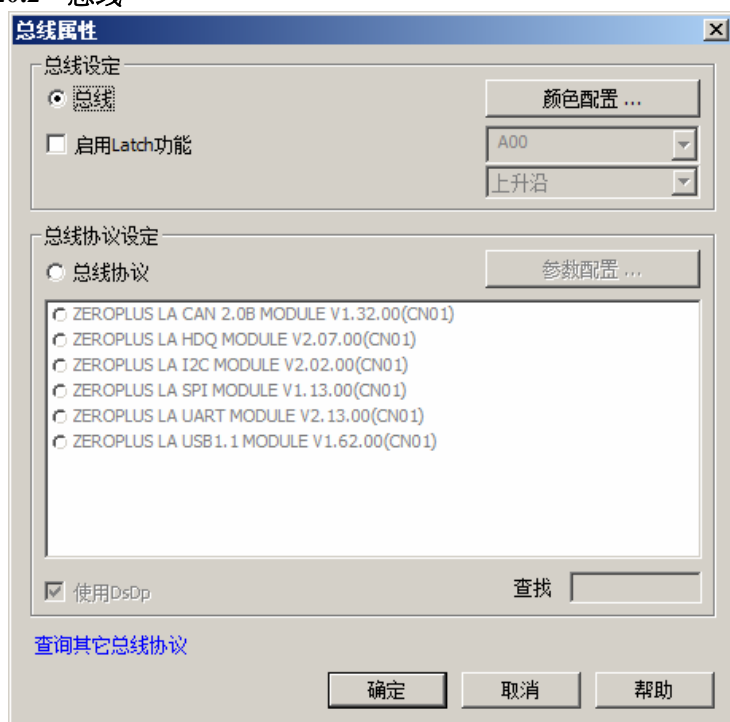 总线属性
总线设定
总线
颜色配置 ...
启用Latch功能
A00
上升沿
总线协议设定
总线协议
参数配置 ...
ZEROPLUS LA CAN 2.0B MODULE V1.32.00(CN01)
ZEROPLUS LA HDQ MODULE V2.07.00(CN01)
ZEROPLUS LA I2C MODULE V2.02.00(CN01)
ZEROPLUS LA SPI MODULE V1.13.00(CN01)
ZEROPLUS LA UART MODULE V2.13.00(CN01)
ZEROPLUS LA USB1.1 MODULE V1.62.00(CN01)
使用DsDp
查找
查询其它总线协议
确定
取消
帮助